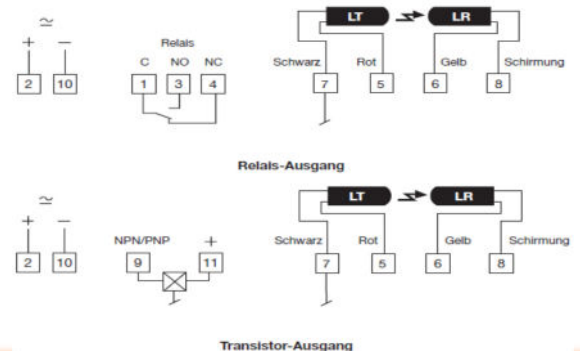 LT LR
≃
+ −
Relais
C NO NC
Schwarz Rot Gelb Schirmung
2 10 1 3 4 7 5 6 8
Relais-Ausgang
LT LR
≃
+ −
NPN/PNP +
Schwarz Rot Gelb Schirmung
2 10 9 11 7 5 6 8
Transistor-Ausgang